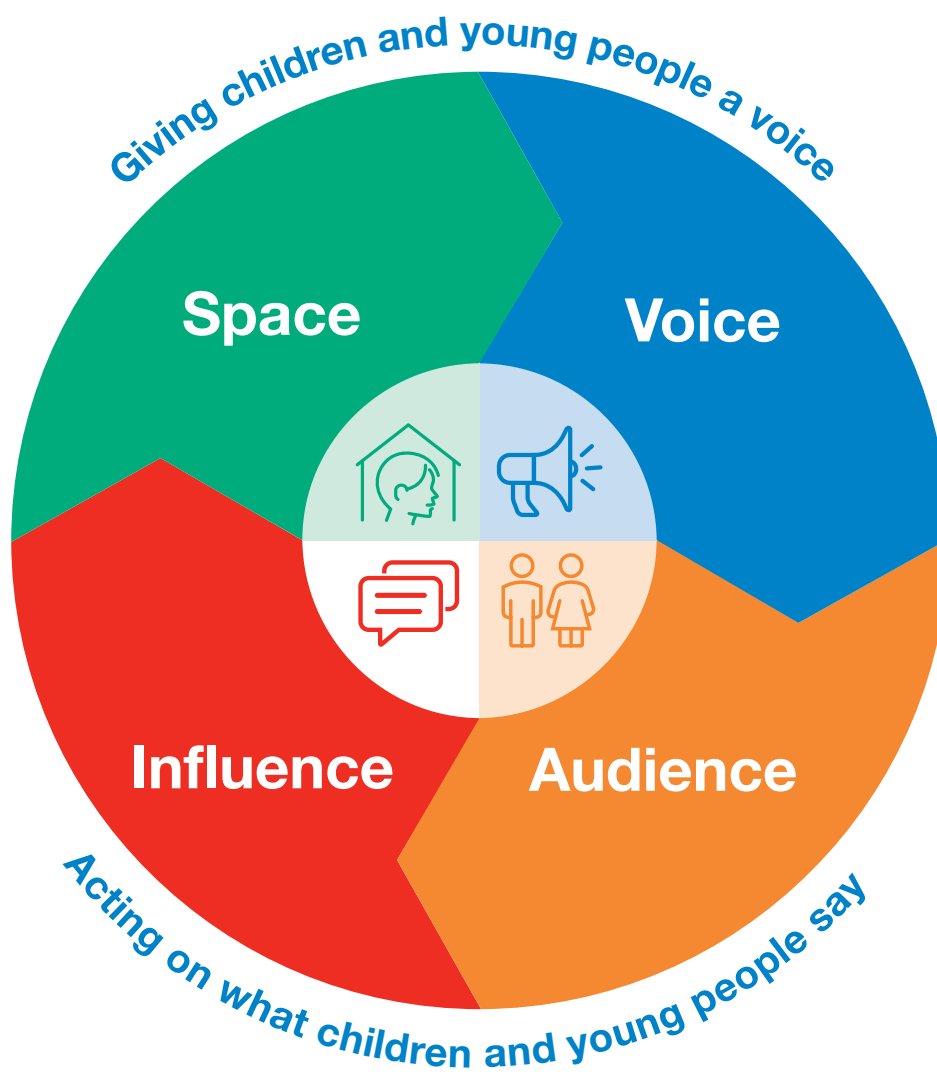 Giving children and young people a voice
Space
Voice
Influence
Audience
Acting on what children and young people say